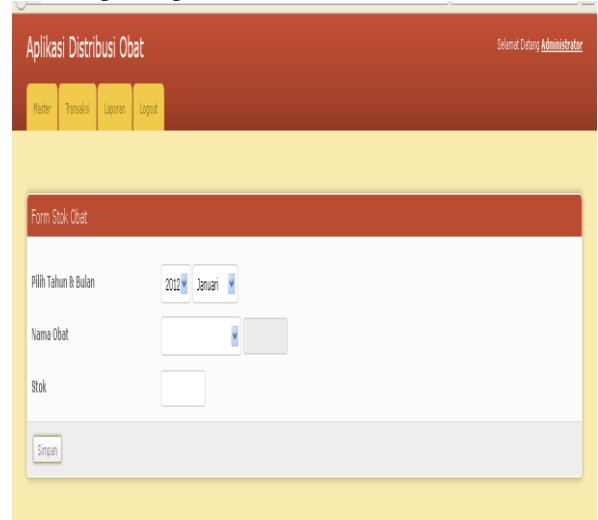 Aplikasi Distribusi Obat
Selamat Datang Administrator
Master Transaksi Laporan Logout
Form Stok Obat
Pilih Tahun & Bulan 2012 Januari
Nama Obat
Stok
Simpan